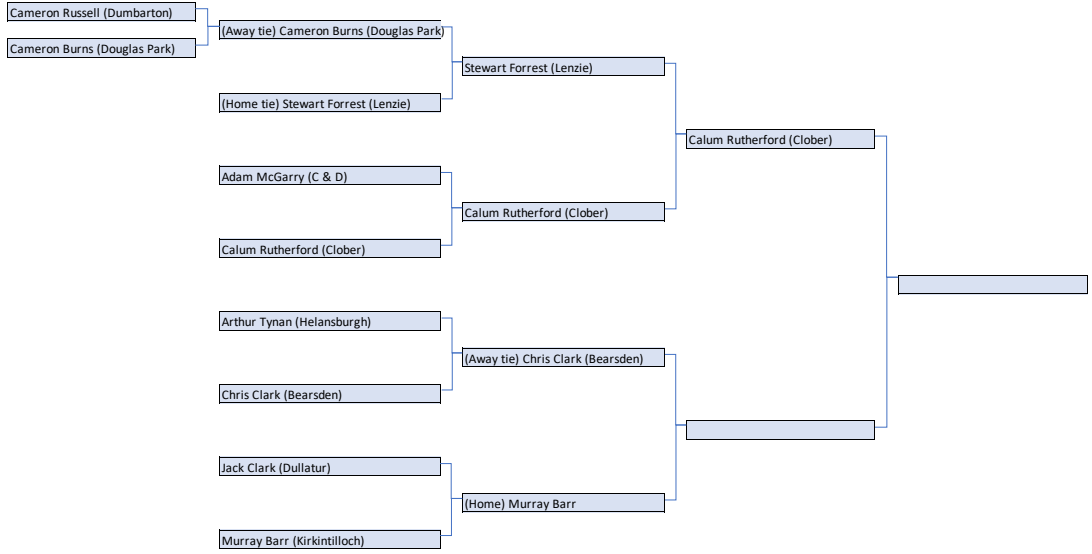 Cameron Russell (Dumbarton)
Cameron Burns (Douglas Park)
(Away tie) Cameron Burns (Douglas Park)
(Home tie) Stewart Forrest (Lenzie)
Adam McGarry (C & D)
Calum Rutherford (Clober)
Arthur Tynan (Helansburgh)
Chris Clark (Bearsden)
Jack Clark (Dullatur)
Murray Barr (Kirkintilloch)
Stewart Forrest (Lenzie)
Calum Rutherford (Clober)
(Away tie) Chris Clark (Bearsden)
(Home) Murray Barr
Calum Rutherford (Clober)